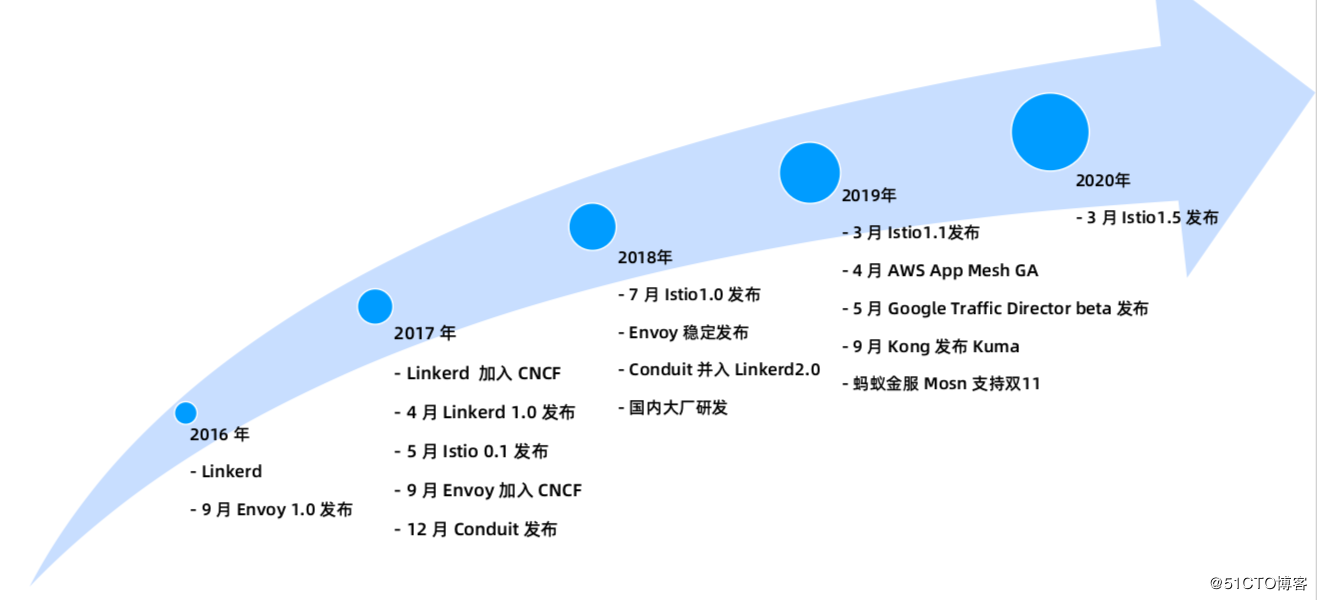 2016 年
- Linkerd
- 9 月 Envoy 1.0 发布
2017 年
- Linkerd 加入 CNCF
- 4 月 Linkerd 1.0 发布
- 5 月 Istio 0.1 发布
- 9 月 Envoy 加入 CNCF
- 12 月 Conduit 发布
2018年
- 7 月 Istio1.0 发布
- Envoy 稳定发布
- Conduit 并入 Linkerd2.0
- 国内大厂研发
2019年
- 3 月 Istio1.1发布
- 4 月 AWS App Mesh GA
- 5 月 Google Traffic Director beta 发布
- 9 月 Kong 发布 Kuma
- 蚂蚁金服 Mosn 支持双11
2020年
- 3 月 Istio1.5 发布
@51CTO博客